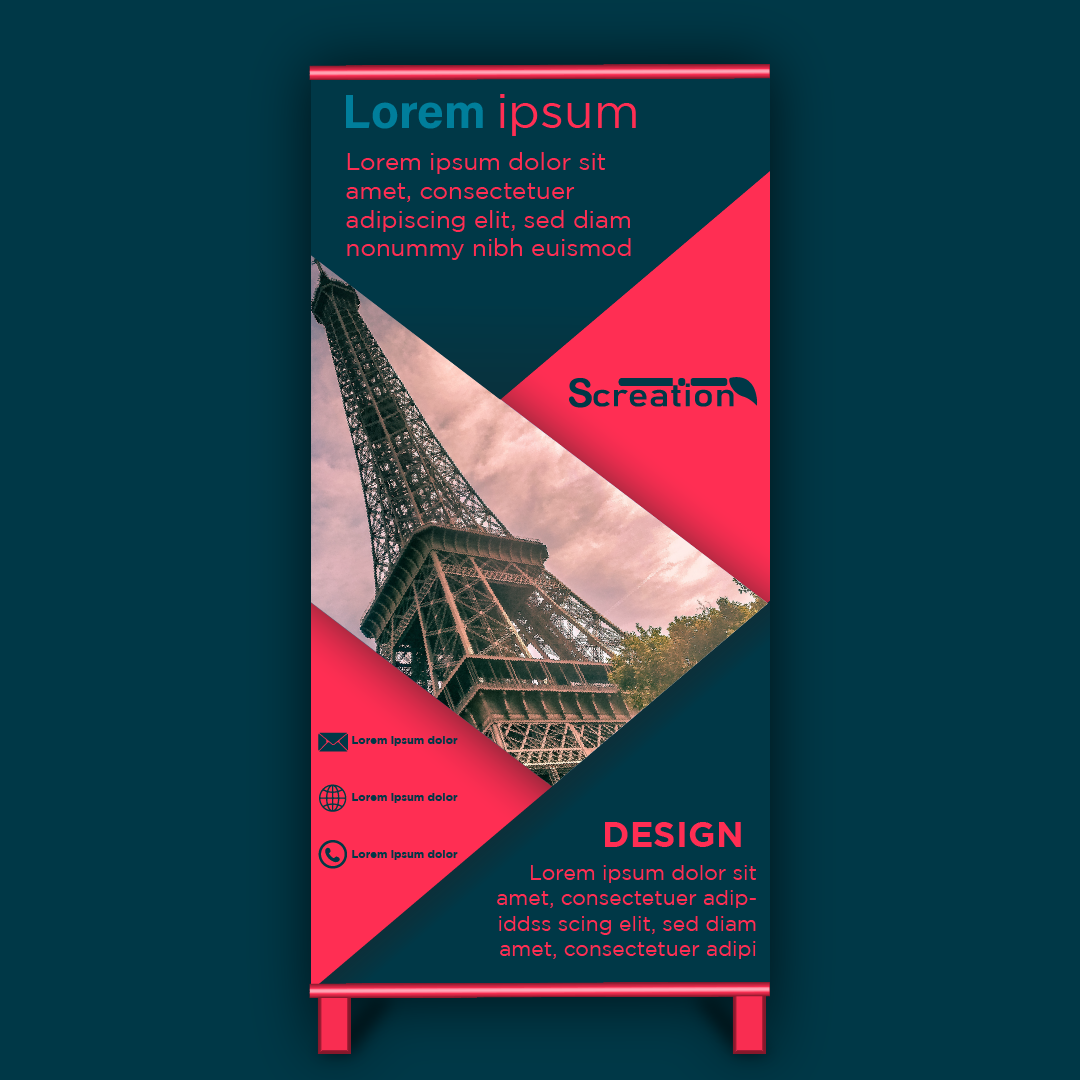 Lorem ipsum
Lorem ipsum dolor sit
amet, consectetuer
adipiscing elit, sed diam
nonummy nibh euismod
Screation
Lorem Ipsum dolor
Lorem Ipsum dolor
Lorem Ipsum dolor
DESIGN
Lorem ipsum dolor sit
amet, consectetuer adip-
iddss scing elit, sed diam
amet, consectetuer adipi